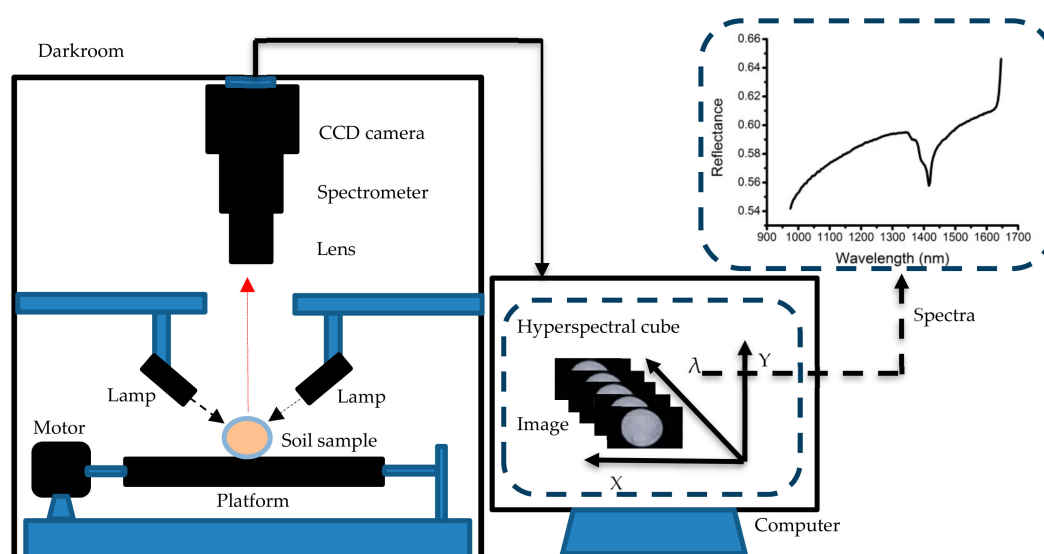 Darkroom
CCD camera
Spectrometer
Lens
Lamp
Lamp
Motor
Soil sample
Platform
Hyperspectral cube
λ
Y
Image
X
Computer
Spectra
0.66
0.64
0.62
0.60
0.58
0.56
0.54
Reflectance
900 1000 1100 1200 1300 1400 1500 1600 1700
Wavelength (nm)